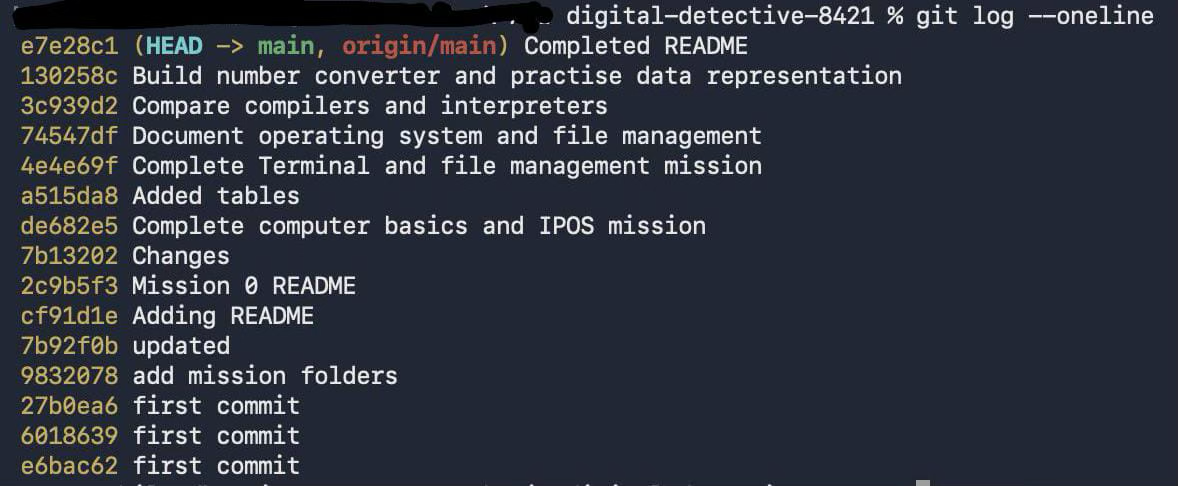 digital-detective-8421 % git log --oneline
e7e28c1 (HEAD -> main, origin/main) Completed README
130258c Build number converter and practise data representation
3c939d2 Compare compilers and interpreters
74547df Document operating system and file management
4e4e69f Complete Terminal and file management mission
a515da8 Added tables
de682e5 Complete computer basics and IPOS mission
7b13202 Changes
2c9b5f3 Mission 0 README
cf91d1e Adding README
7b92f0b updated
9832078 add mission folders
27b0ea6 first commit
6018639 first commit
e6bac62 first commit